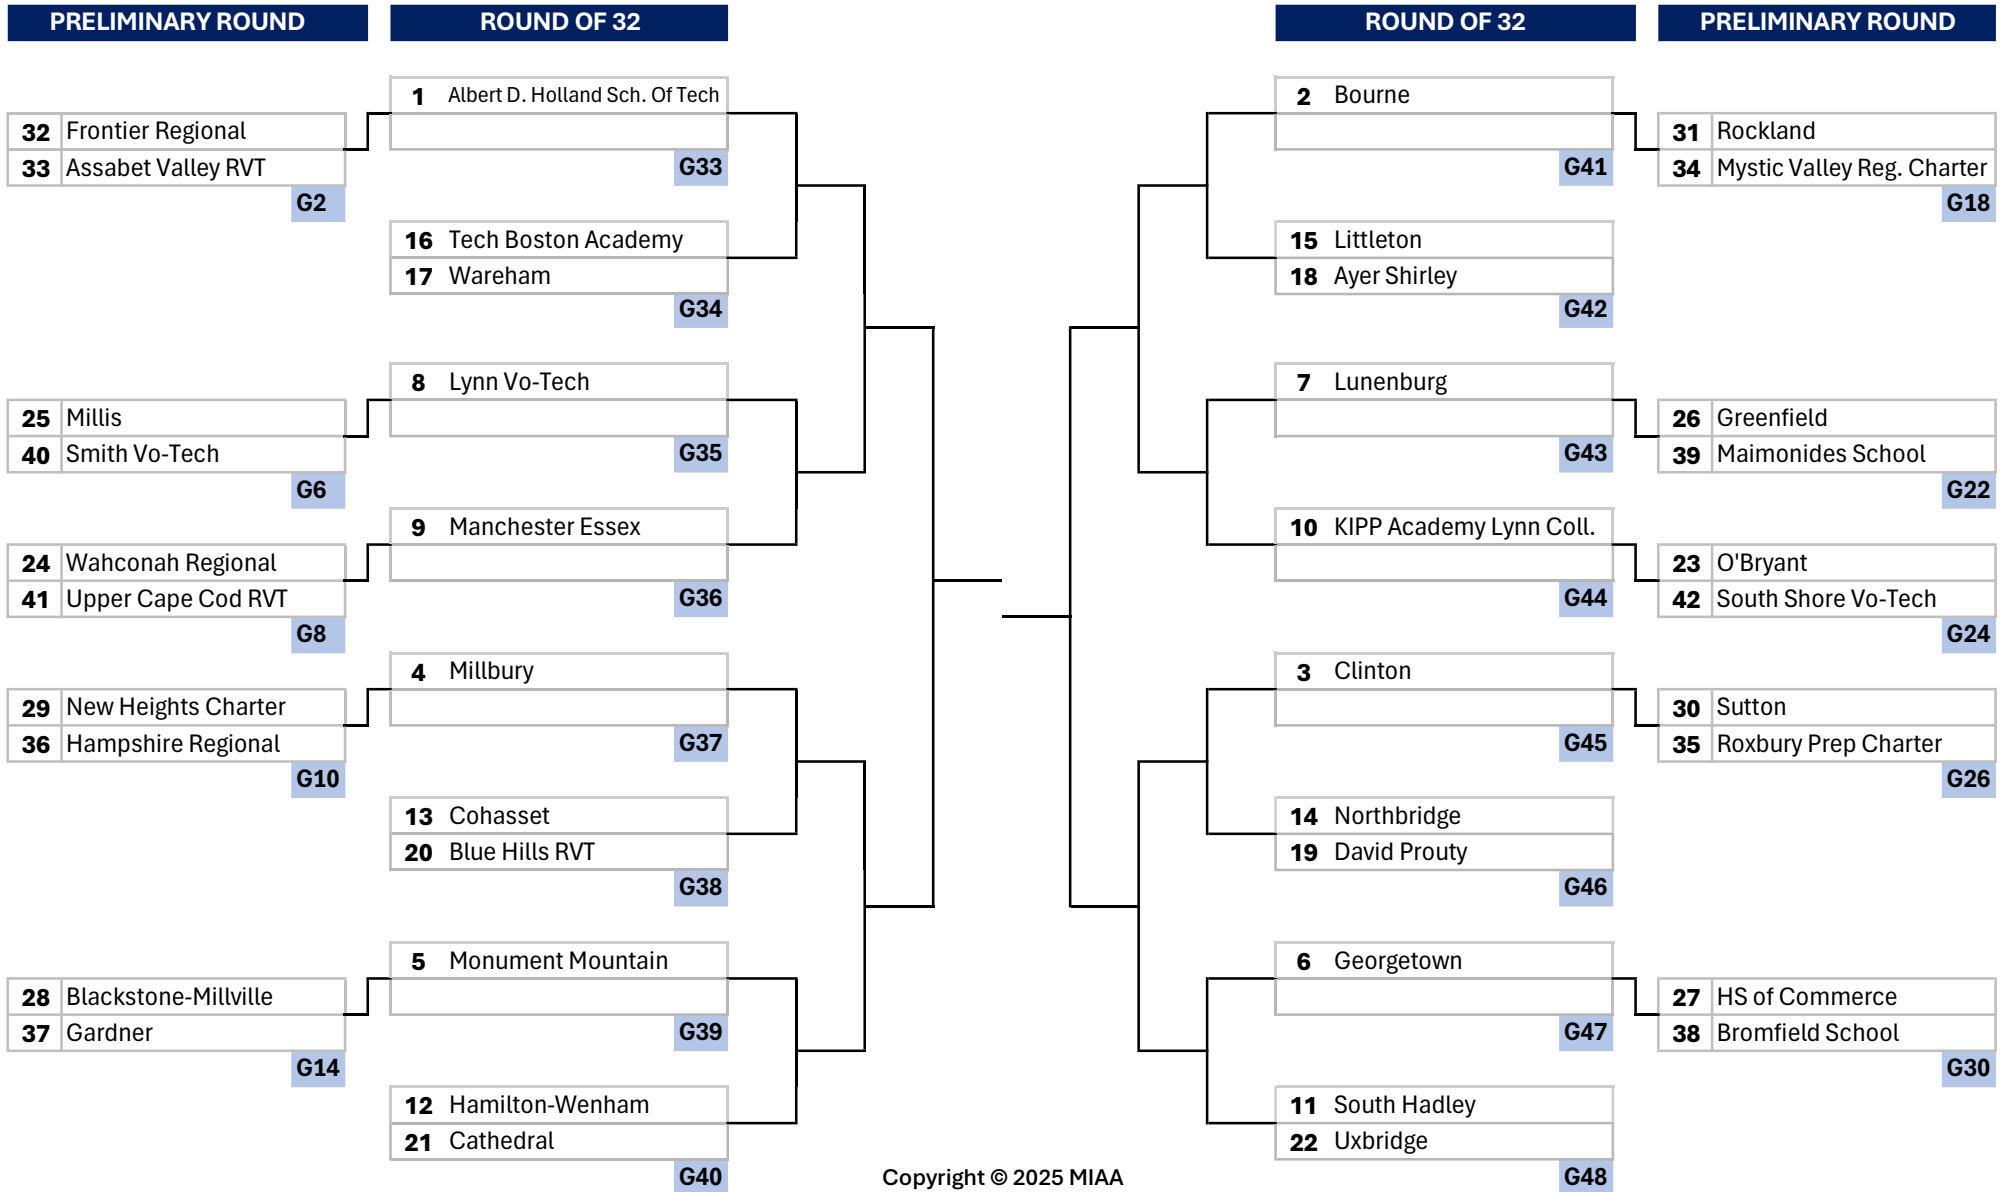 PRELIMINARY ROUND
ROUND OF 32
ROUND OF 32
PRELIMINARY ROUND
32 Frontier Regional
33 Assabet Valley RVT
G2
25 Millis
40 Smith Vo-Tech
G6
24 Wahconah Regional
41 Upper Cape Cod RVT
G8
29 New Heights Charter
36 Hampshire Regional
G10
28 Blackstone-Millville
37 Gardner
G14
1 Albert D. Holland Sch. Of Tech
G33
16 Tech Boston Academy
17 Wareham
G34
8 Lynn Vo-Tech
G35
9 Manchester Essex
G36
4 Millbury
G37
13 Cohasset
20 Blue Hills RVT
G38
5 Monument Mountain
G39
12 Hamilton-Wenham
21 Cathedral
G40
2 Bourne
G41
15 Littleton
18 Ayer Shirley
G42
7 Lunenburg
G43
10 KIPP Academy Lynn Coll.
G44
3 Clinton
G45
14 Northbridge
19 David Prouty
G46
6 Georgetown
G47
11 South Hadley
22 Uxbridge
G48
31 Rockland
34 Mystic Valley Reg. Charter
G18
26 Greenfield
39 Maimonides School
G22
23 O'Bryant
42 South Shore Vo-Tech
G24
30 Sutton
35 Roxbury Prep Charter
G26
27 HS of Commerce
38 Bromfield School
G30
Copyright © 2025 MIAA